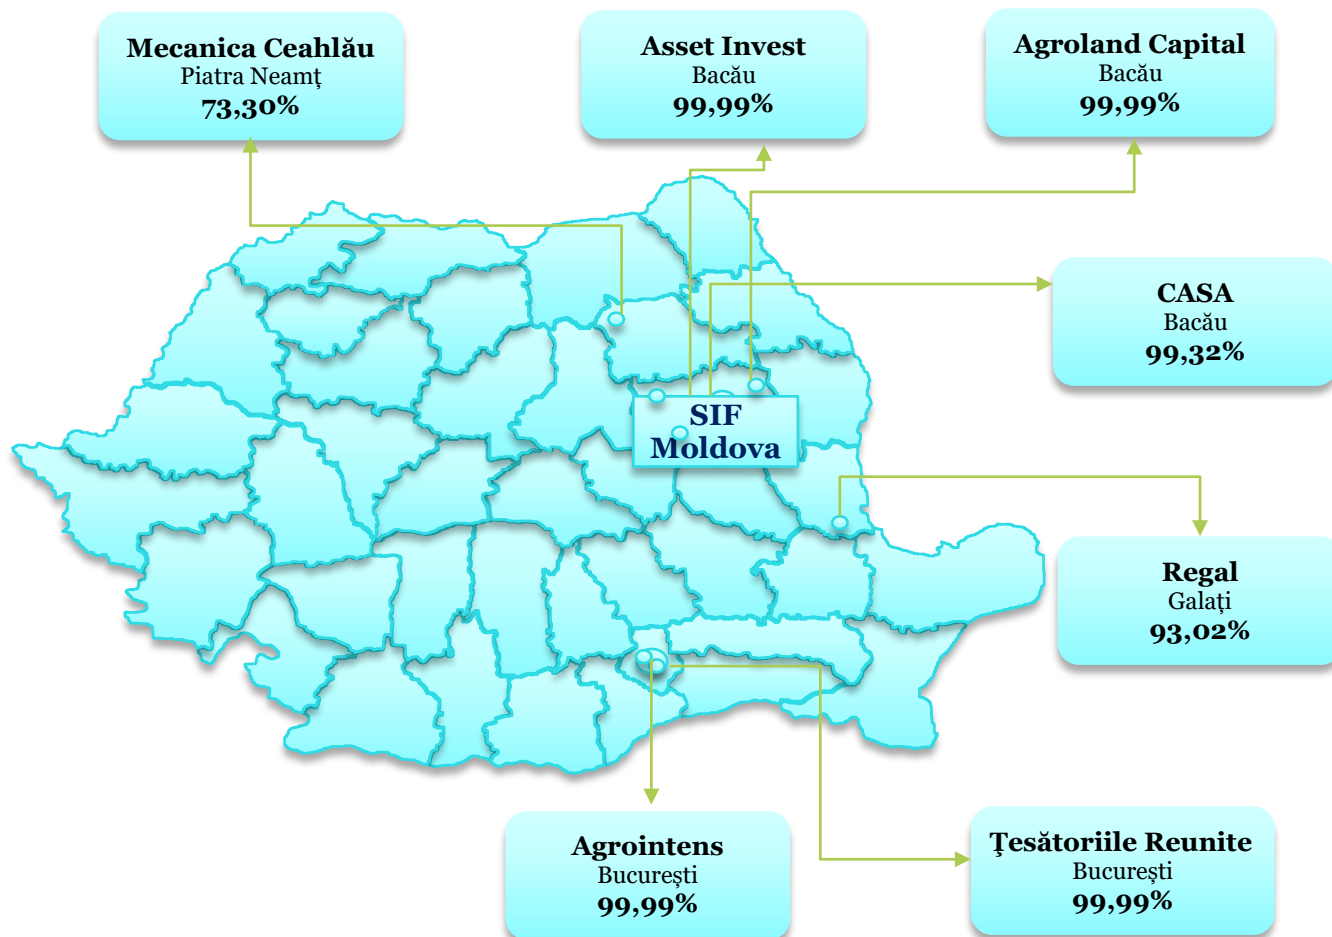 Mecanica Ceahlău
Piatra Neamț
73,30%
Asset Invest
Bacău
99,99%
Agroland Capital
Bacău
99,99%
CASA
Bacău
99,32%
SIF
Moldova
Regal
Galați
93,02%
Agrointens
București
99,99%
Ţesătoriile Reunite
București
99,99%